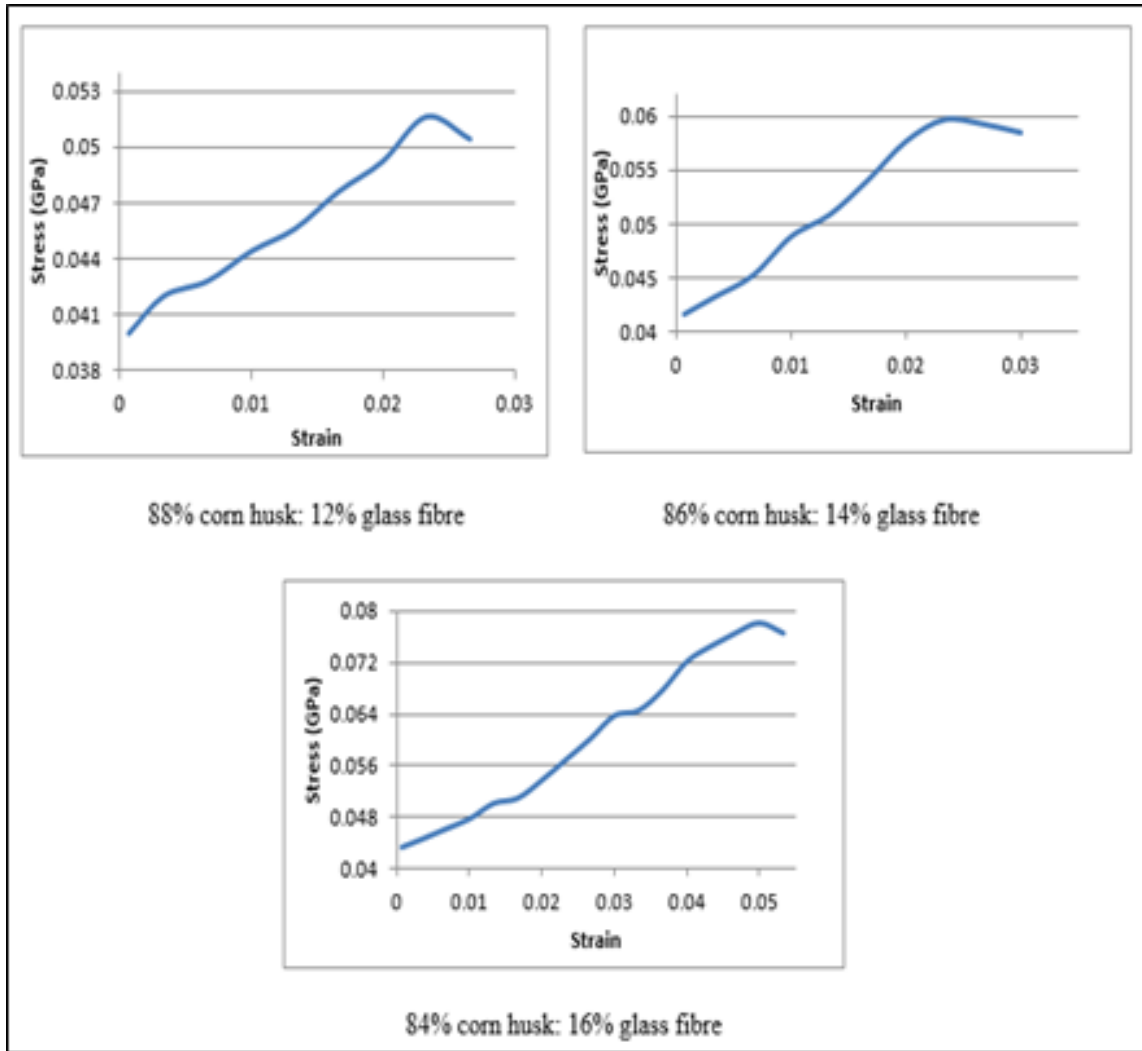 0.053
0.05
0.047
0.044
0.041
0.038
Stress (GPa)
0 0.01 0.02 0.03
Strain
88% corn husk: 12% glass fibre
0.06
0.055
0.05
0.045
0.04
Stress (GPa)
0 0.01 0.02 0.03
Strain
86% corn husk: 14% glass fibre
0.08
0.072
0.064
0.056
0.048
0.04
Stress (GPa)
0 0.01 0.02 0.03 0.04 0.05
Strain
84% corn husk: 16% glass fibre